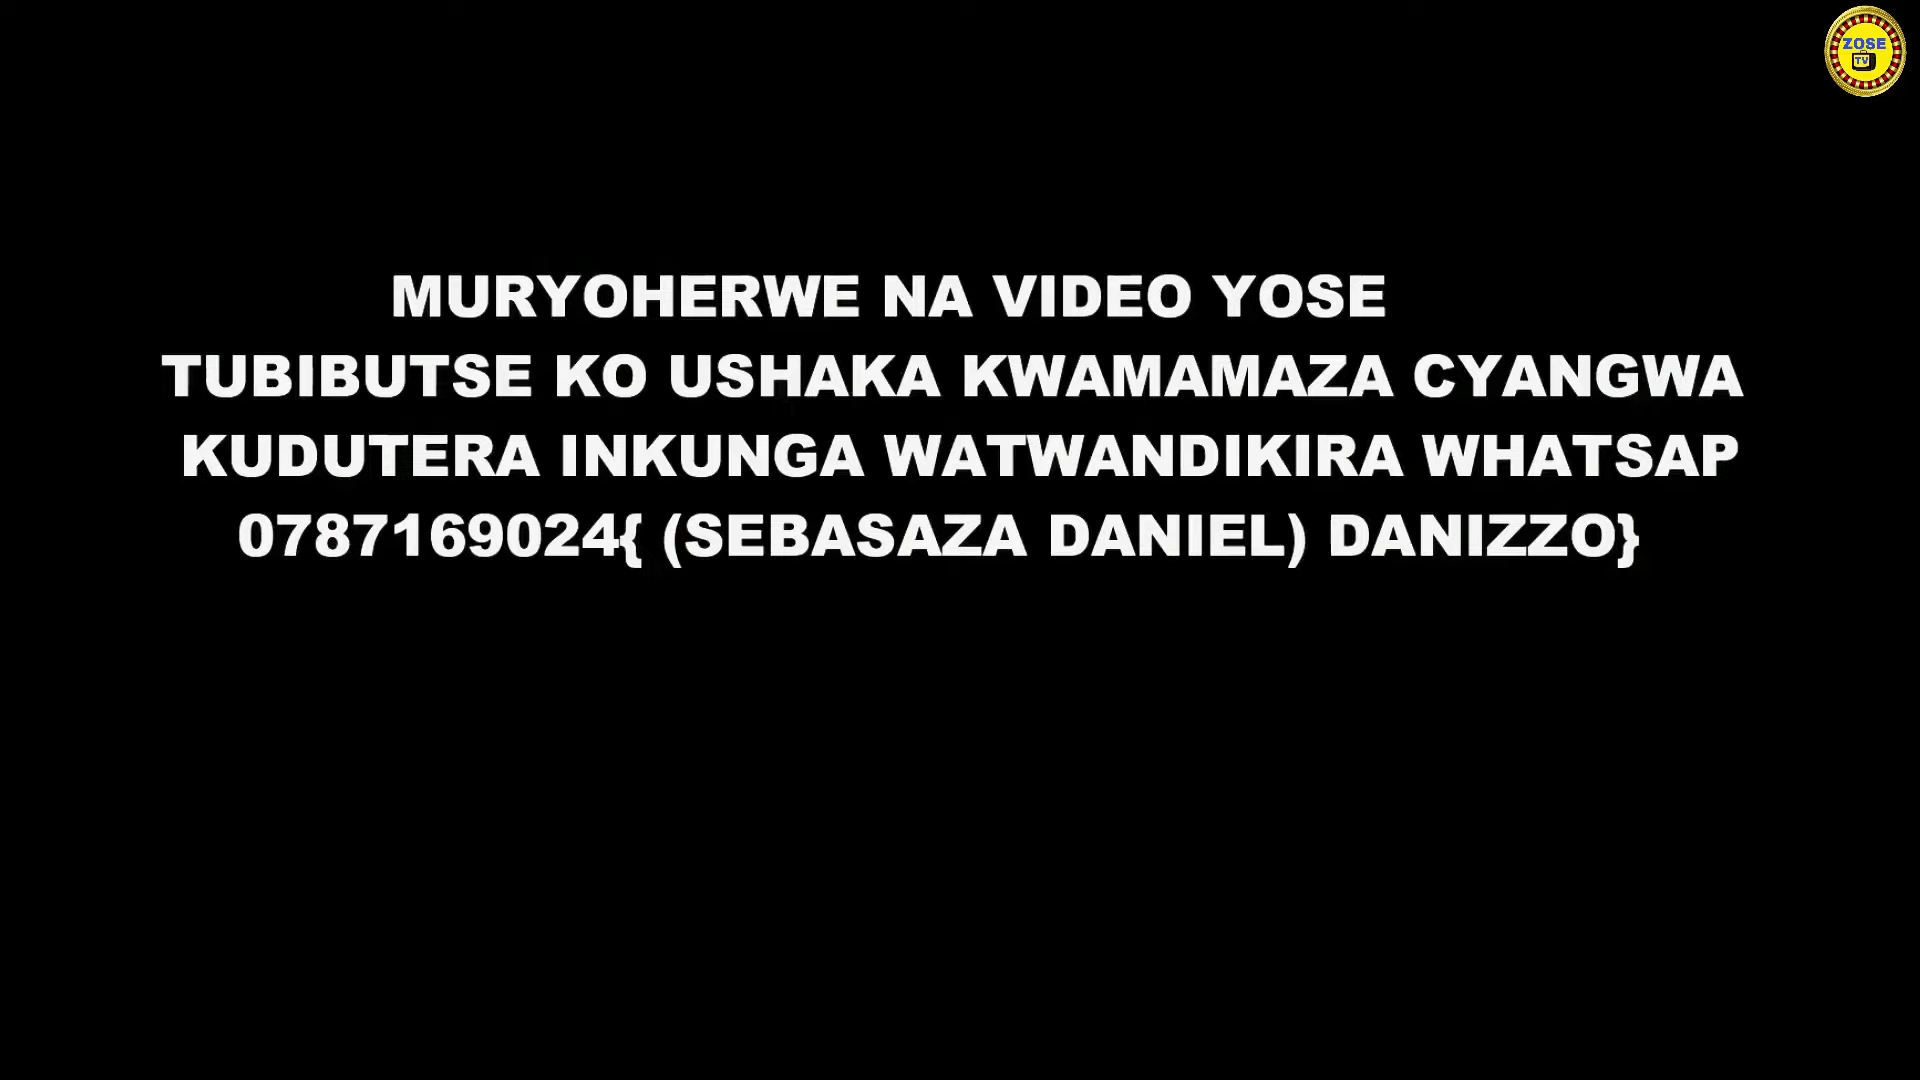 ZOSE
TV
MURYOHERWE NA VIDEO YOSE
TUBIBUTSE KO USHAKA KWAMAMAZA CYANGWA
KUDUTERA INKUNGA WATWANDIKIRA WHATSAP
0787169024{ (SEBASAZA DANIEL) DANIZZO}